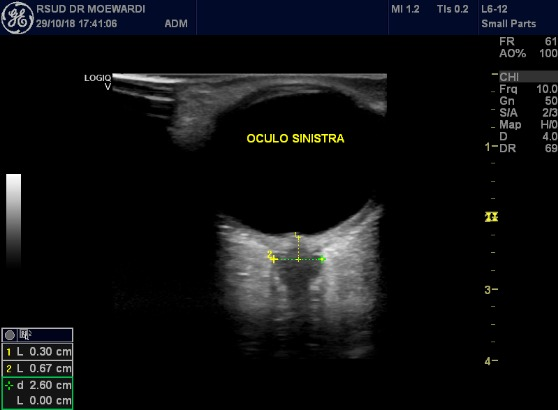 GE
RSUD DR MOEWARDI
29/10/18 17:41:06
ADM
MI 1.2
TIs 0.2
L6-12
Small Parts
FR 61
AO% 100
CHI
Frq 10.0
Gn 50
S/A 2/3
Map H/0
D 4.0
DR 69
LOGIQ
V
OCULO SINISTRA
1
3
4
1
2
1 L 0.30 cm
2 L 0.67 cm
d 2.60 cm
L 0.00 cm